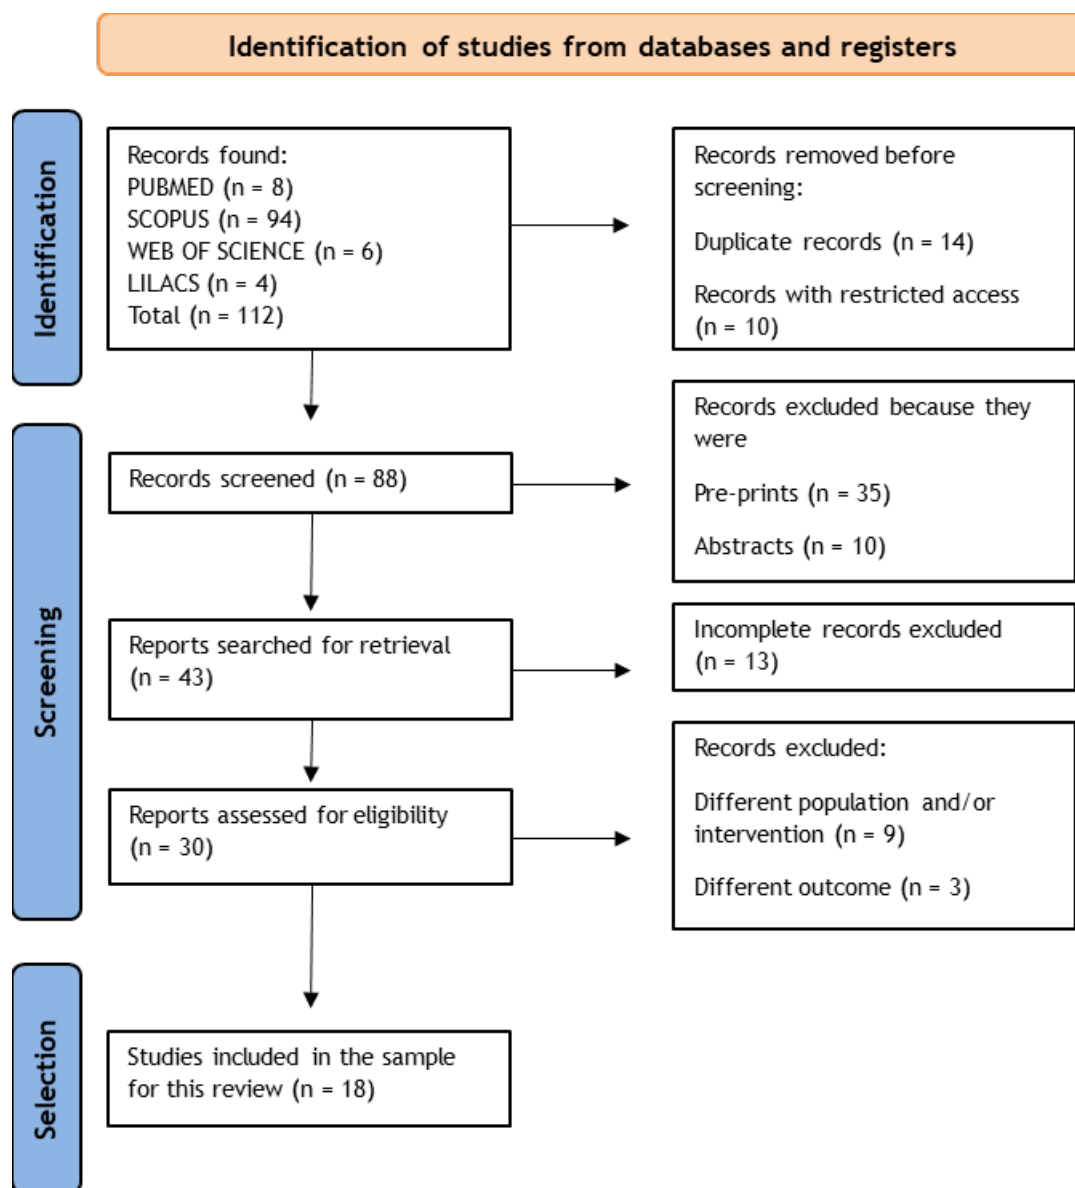 Identification of studies from databases and registers
Identification
Records found:
PUBMED (n = 8)
SCOPUS (n = 94)
WEB OF SCIENCE (n = 6)
LILACS (n = 4)
Total (n = 112)
Records removed before
screening:
Duplicate records (n = 14)
Records with restricted access
(n = 10)
Screening
Records screened (n = 88)
Records excluded because they
were
Pre-prints (n = 35)
Abstracts (n = 10)
Reports searched for retrieval
(n = 43)
Incomplete records excluded
(n = 13)
Reports assessed for eligibility
(n = 30)
Records excluded:
Different population and/or
intervention (n = 9)
Different outcome (n = 3)
Selection
Studies included in the sample
for this review (n = 18)